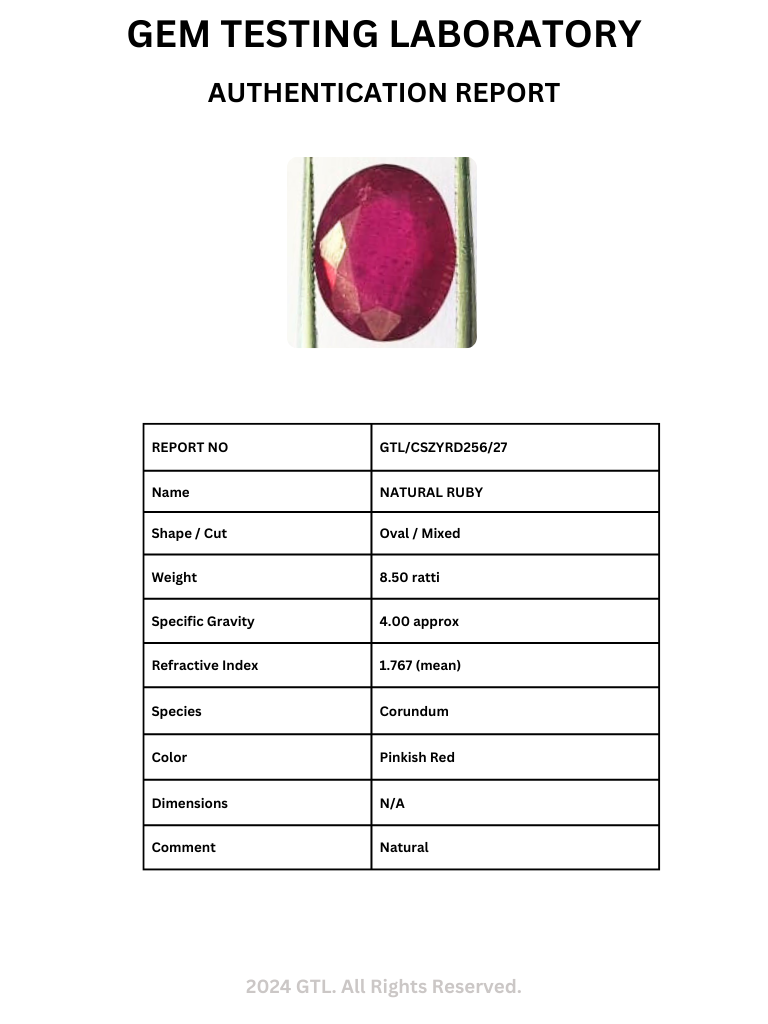 GEM TESTING LABORATORY
AUTHENTICATION REPORT
REPORT NO GTL/CSZYRD256/27
Name NATURAL RUBY
Shape / Cut Oval / Mixed
Weight 8.50 ratti
Specific Gravity 4.00 approx
Refractive Index 1.767 (mean)
Species Corundum
Color Pinkish Red
Dimensions N/A
Comment Natural
2024 GTL. All Rights Reserved.